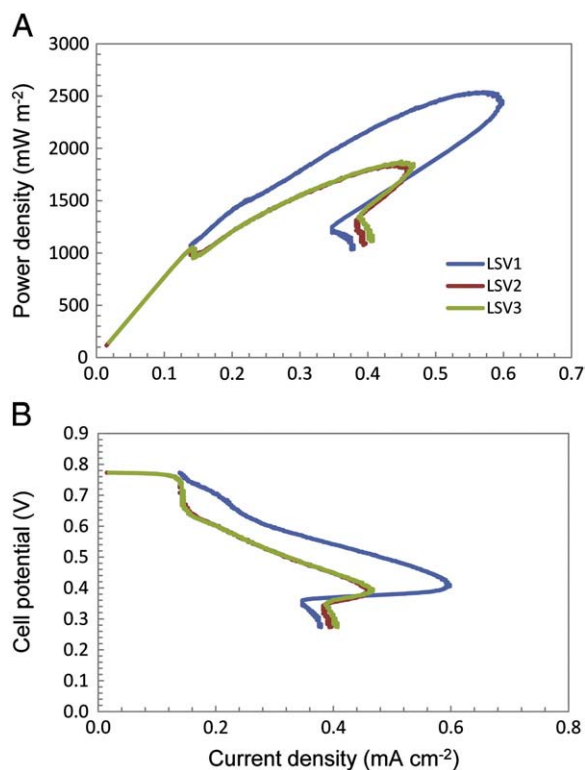 A
3000
2500
2000
1500
1000
500
0
Power density (mW m⁻²)
LSV1
LSV2
LSV3
0.0 0.1 0.2 0.3 0.4 0.5 0.6 0.7
B
0.9
0.8
0.7
0.6
0.5
0.4
0.3
0.2
0.1
0.0
Cell potential (V)
0.0 0.2 0.4 0.6 0.8
Current density (mA cm⁻²)